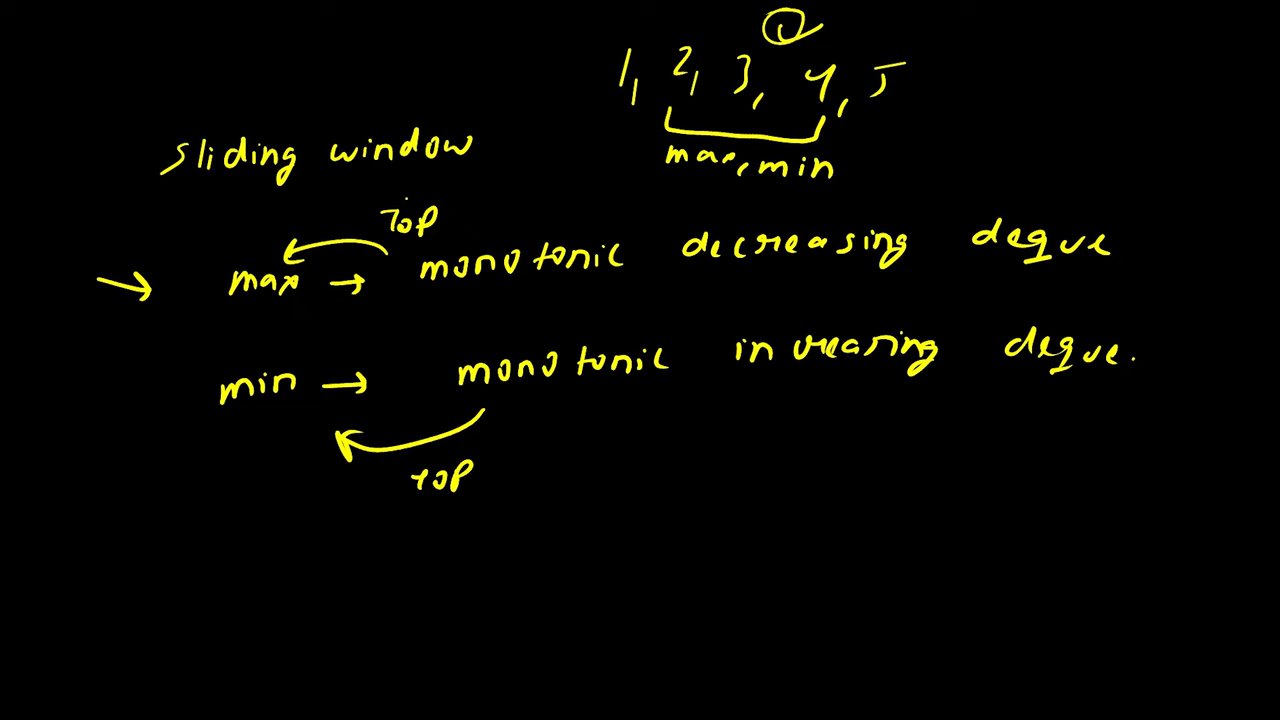 1, 2, 3, 4, 5
max, min
sliding window
TOP
max → monotonic decreasing deque
min → monotonic increasing deque.
TOP